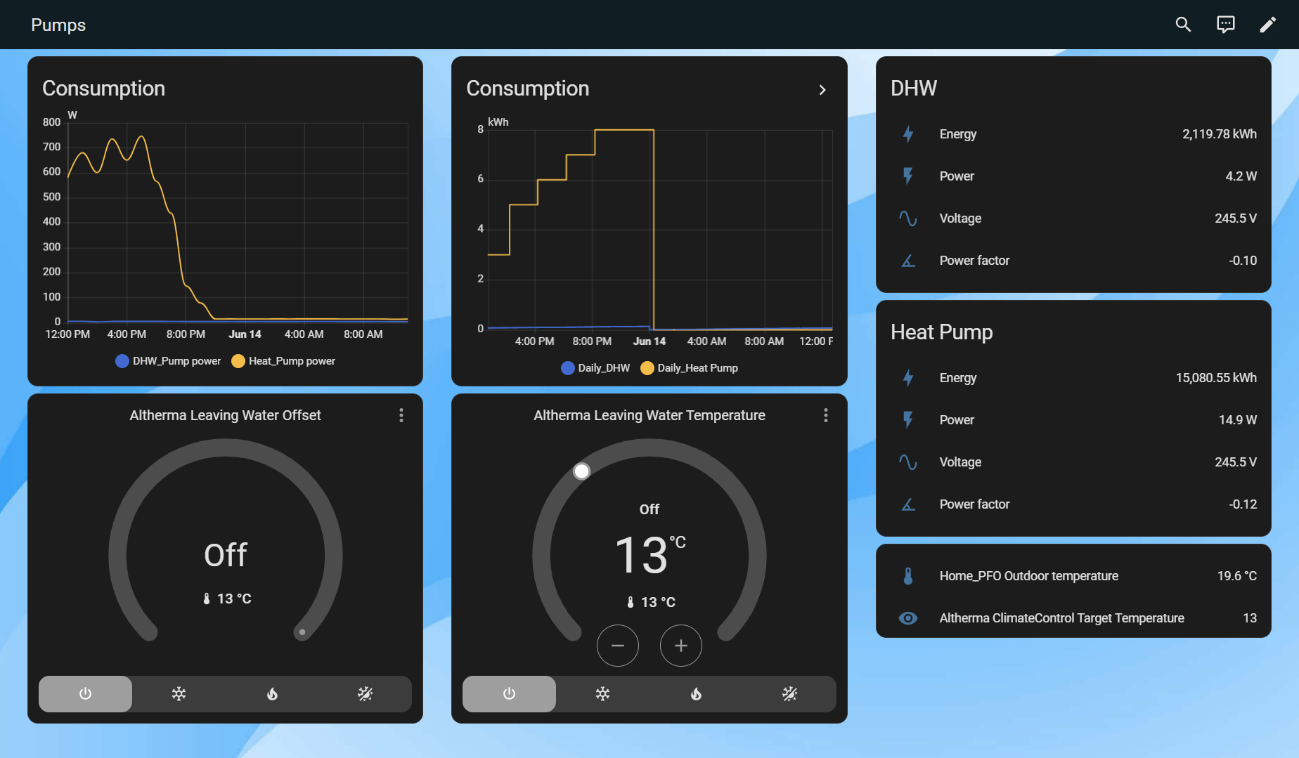 Pumps
Consumption
W
800
700
600
500
400
300
200
100
0
12:00 PM 4:00 PM 8:00 PM Jun 14 4:00 AM 8:00 AM
DHW_Pump power Heat_Pump power
Consumption
kWh
8
6
4
2
0
4:00 PM 8:00 PM Jun 14 4:00 AM 8:00 AM 12:00 P
Daily_DHW Daily_Heat Pump
DHW
Energy 2,119.78 kWh
Power 4.2 W
Voltage 245.5 V
Power factor -0.10
Heat Pump
Energy 15,080.55 kWh
Power 14.9 W
Voltage 245.5 V
Power factor -0.12
Altherma Leaving Water Offset
Off
13 °C
Altherma Leaving Water Temperature
Off
13 °C
13 °C
Home_PFO Outdoor temperature 19.6 °C
Altherma ClimateControl Target Temperature 13